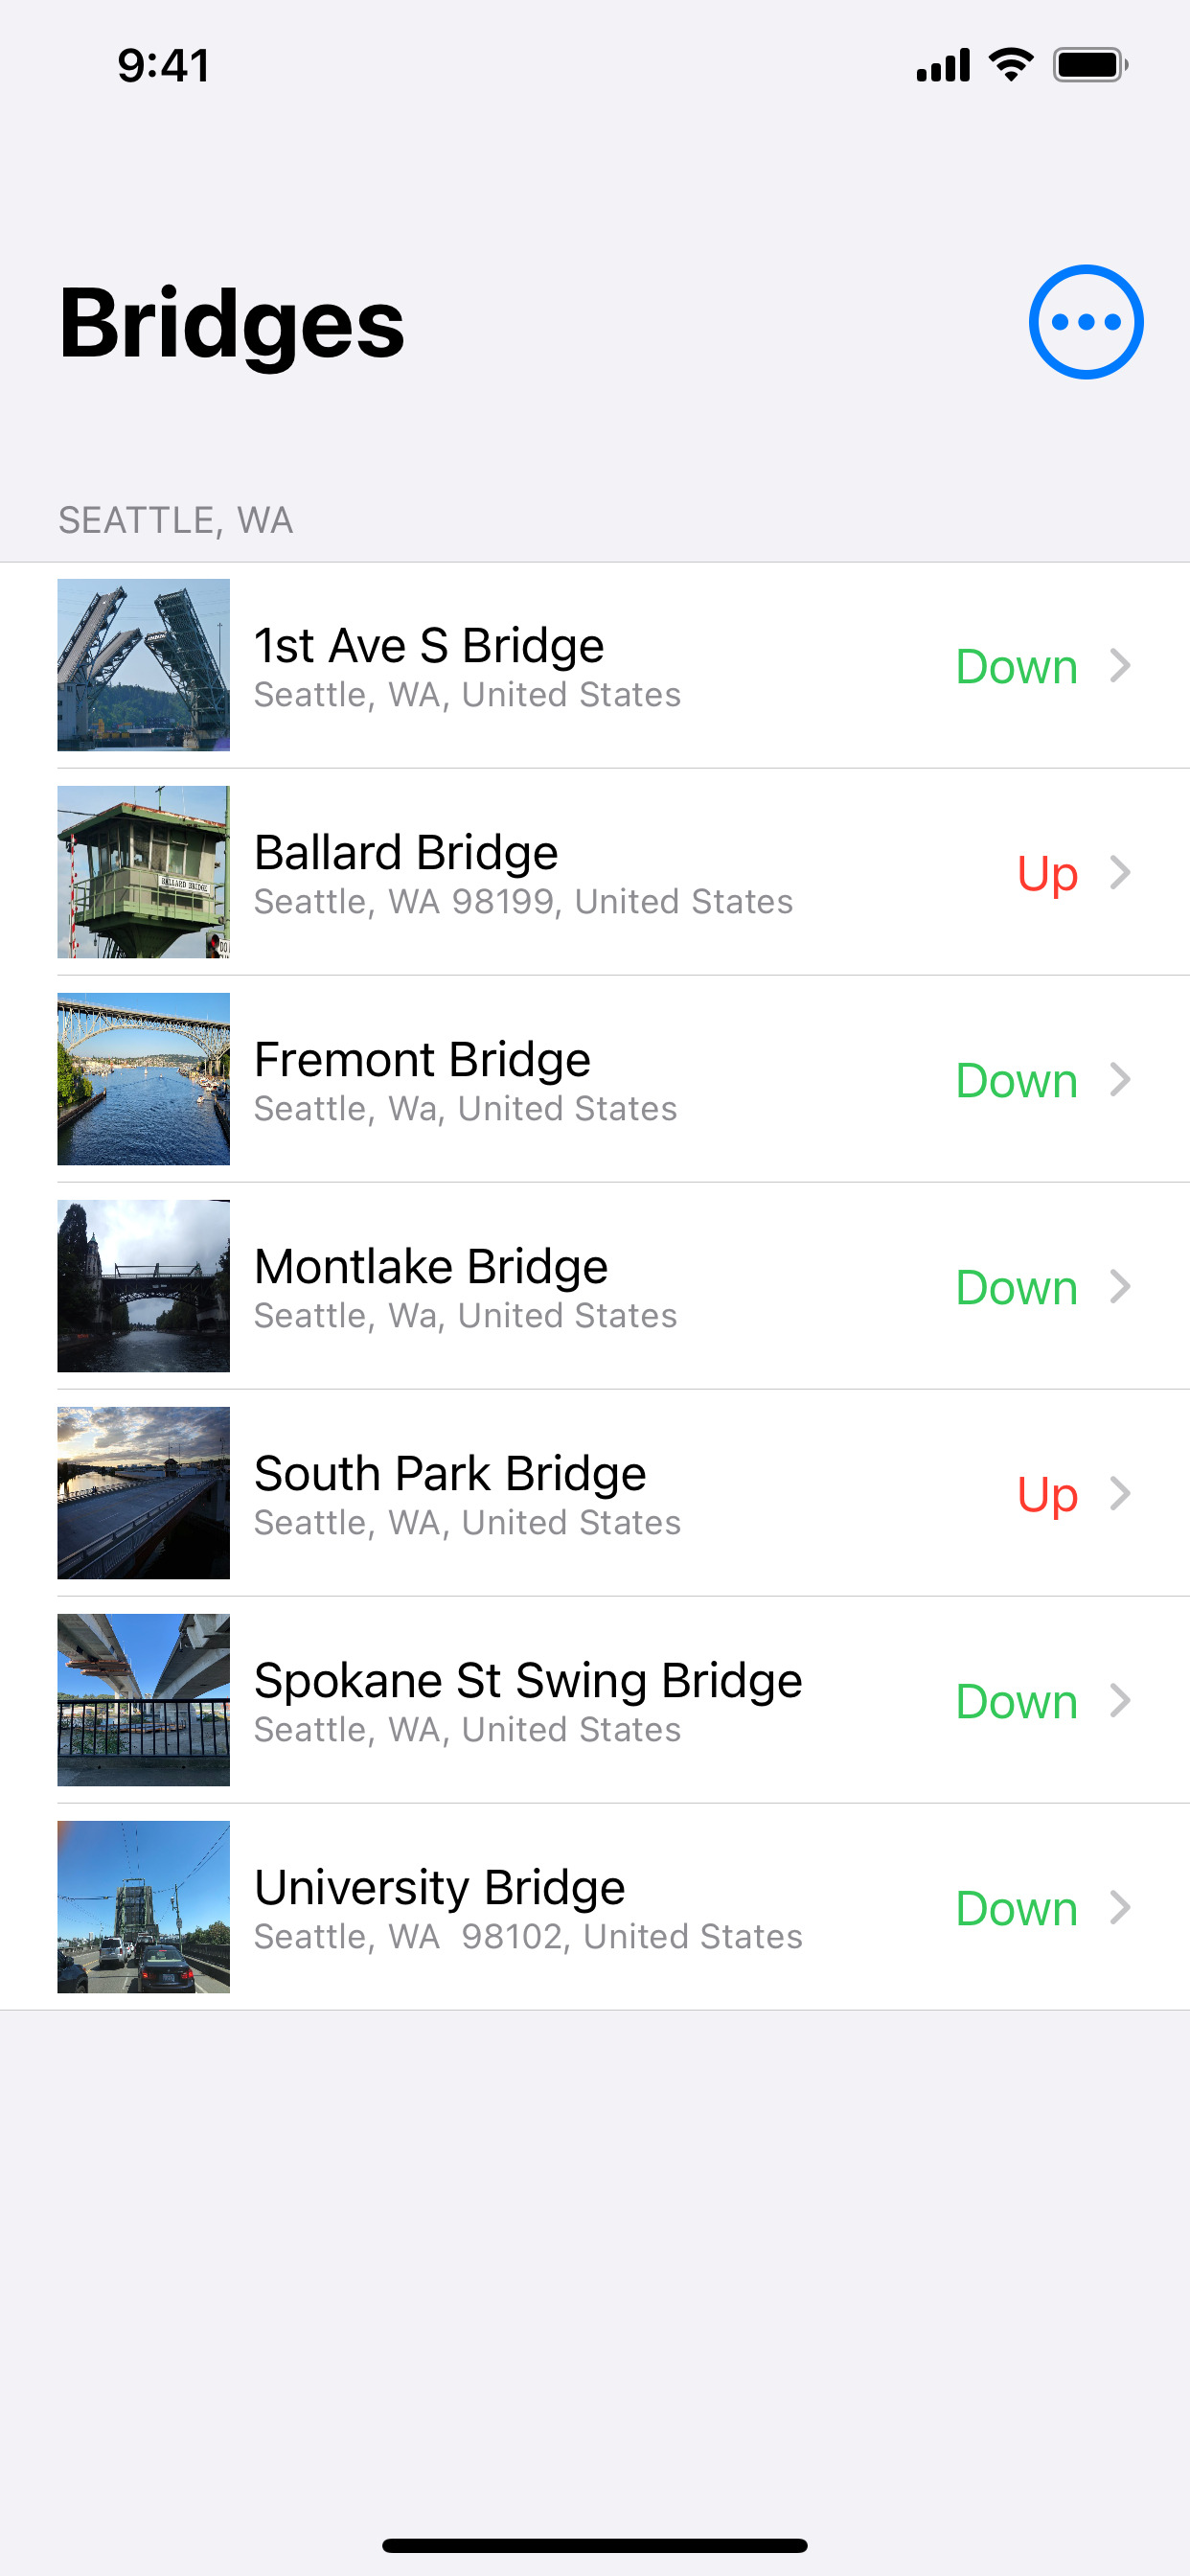 9:41
Bridges
SEATTLE, WA
1st Ave S Bridge
Seattle, WA, United States
Down
BALLARD BRIDGE
Ballard Bridge
Seattle, WA 98199, United States
Up
Fremont Bridge
Seattle, Wa, United States
Down
Montlake Bridge
Seattle, Wa, United States
Down
South Park Bridge
Seattle, WA, United States
Up
Spokane St Swing Bridge
Seattle, WA, United States
Down
University Bridge
Seattle, WA  98102, United States
Down